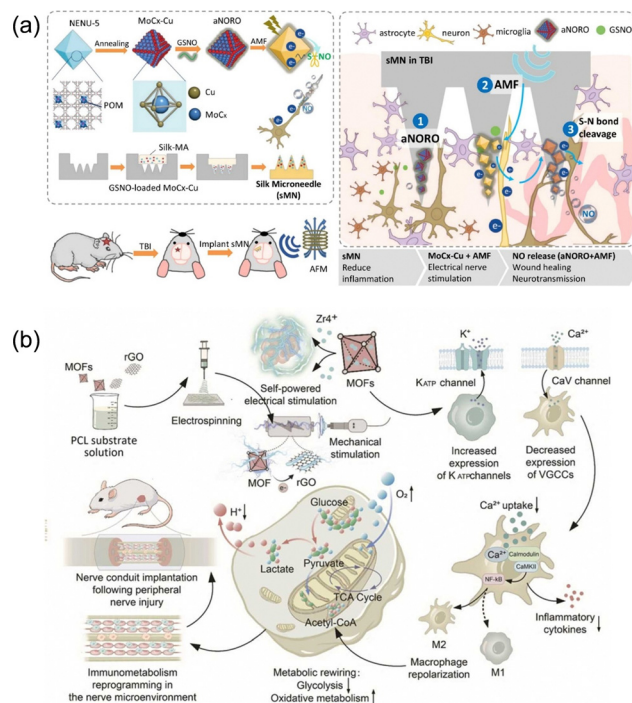 (a)
NENU-5
MoCx-Cu
aNORO
Annealing
GSNO
AMF
S
NO
e-
POM
Cu
MoCx
Silk-MA
GSNO-loaded MoCx-Cu
Silk Microneedle
(sMN)
TBI
Implant sMN
AFM
astrocyte
neuron
microglia
aNORO
GSNO
sMN in TBI
2 AMF
1
aNORO
3
S-N bond
cleavage
e-
NO
sMN
Reduce
inflammation
MoCx-Cu + AMF
Electrical nerve
stimulation
NO release (aNORO+AMF)
Wound healing
Neurotransmission
(b)
MOFs
rGO
PCL substrate
solution
Electrospinning
Zr4+
Self-powered
electrical stimulation
MOFs
Mechanical
stimulation
MOF
rGO
K+
KATP channel
Increased
expression
of KATP channels
Ca2+
CaV channel
Decreased
expression
of VGCCs
Ca2+ uptake
Ca2+
Calmodulin
CaMKII
NF-kB
Inflammatory
cytokines
M2
M1
Macrophage
repolarization
H+
Glucose
O2
Lactate
Pyruvate
TCA Cycle
Acetyl-CoA
Metabolic rewiring:
Glycolysis
Oxidative metabolism
Nerve conduit implantation
following peripheral
nerve injury
Immunometabolism
reprogramming in
the nerve microenvironment